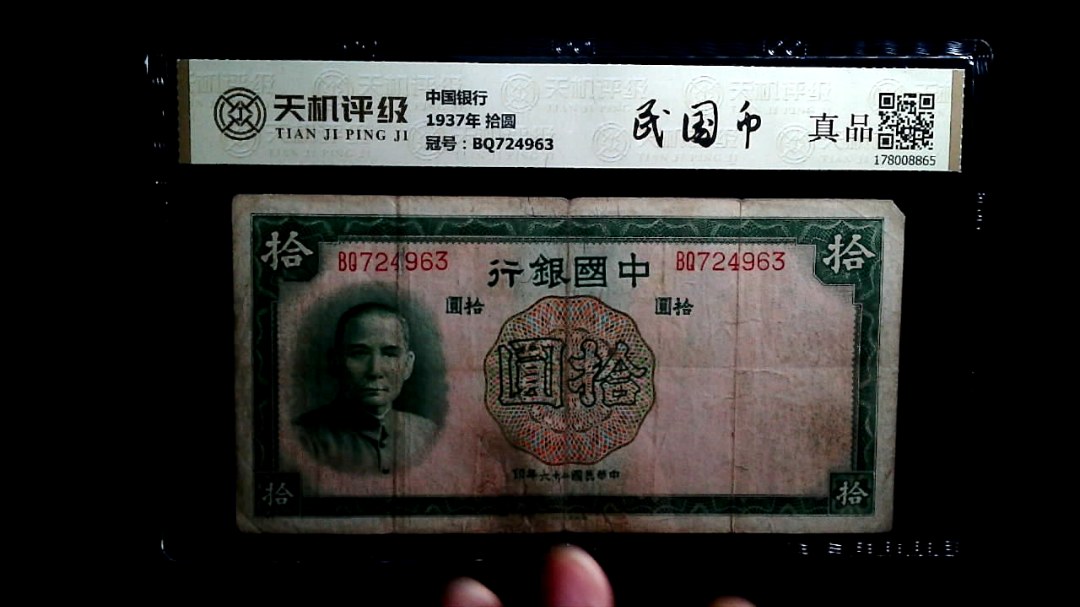 天机评级
TIAN JI PING JI
中国银行
1937年 拾圆
冠号：BQ724963
民国币
真品
178008865
拾
BQ724963
行銀國中
BQ724963
拾
圓拾
圓拾
圓拾
印年六十二國民華中
拾
拾